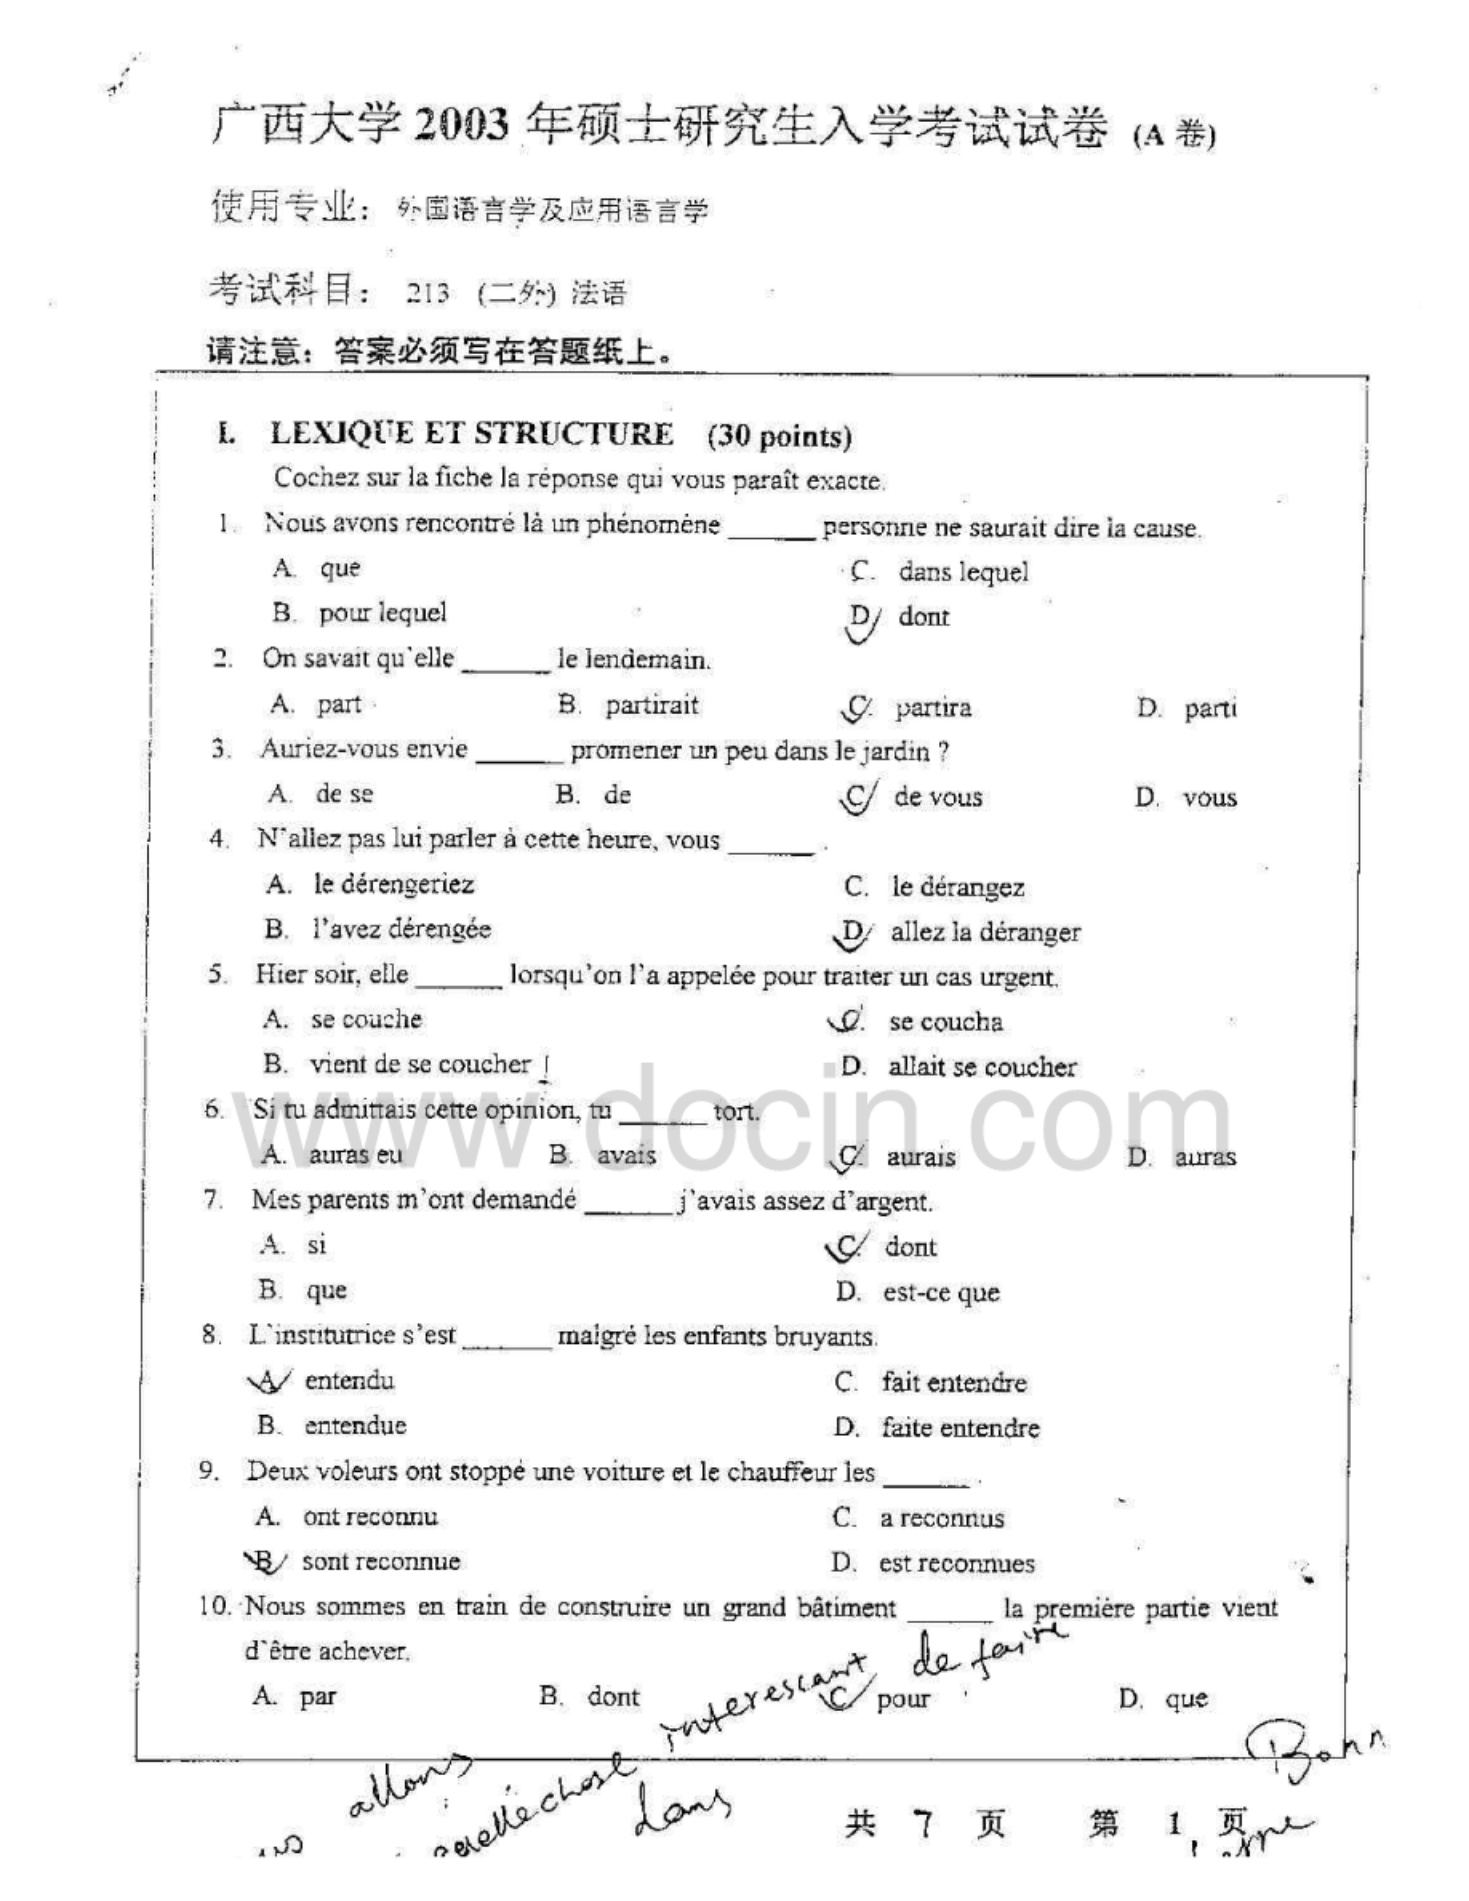 广西大学 2003 年硕士研究生入学考试试卷 (A 卷)
使用专业： 外国语言学及应用语言学
考试科目： 213 (二外) 法语
请注意：答案必须写在答题纸上。
I. LEXIQUE ET STRUCTURE (30 points)
Cochez sur la fiche la réponse qui vous paraît exacte.
1. Nous avons rencontré là un phénomène ______ personne ne saurait dire la cause.
A. que C. dans lequel
B. pour lequel D. dont
2. On savait qu'elle ______ le lendemain.
A. part B. partirait C. partira D. parti
3. Auriez-vous envie ______ promener un peu dans le jardin ?
A. de se B. de C. de vous D. vous
4. N'allez pas lui parler à cette heure, vous ______ .
A. le dérengeriez C. le dérangez
B. l'avez dérengée D. allez la déranger
5. Hier soir, elle ______ lorsqu'on l'a appelée pour traiter un cas urgent.
A. se couche C. se coucha
B. vient de se coucher D. allait se coucher
6. Si tu admittais cette opinion, tu ______ tort.
A. auras eu B. avais C. aurais D. auras
www.docin.com
7. Mes parents m'ont demandé ______ j'avais assez d'argent.
A. si C. dont
B. que D. est-ce que
8. L'institutrice s'est ______ malgré les enfants bruyants.
A. entendu C. fait entendre
B. entendue D. faite entendre
9. Deux voleurs ont stoppé une voiture et le chauffeur les ______ .
A. ont reconnu C. a reconnus
B. sont reconnue D. est reconnues
10. Nous sommes en train de construire un grand bâtiment ______ la première partie vient
d'être achever.
A. par B. dont C. pour D. que
interescant de faire
allons
dans
共 7 页 第 1 页